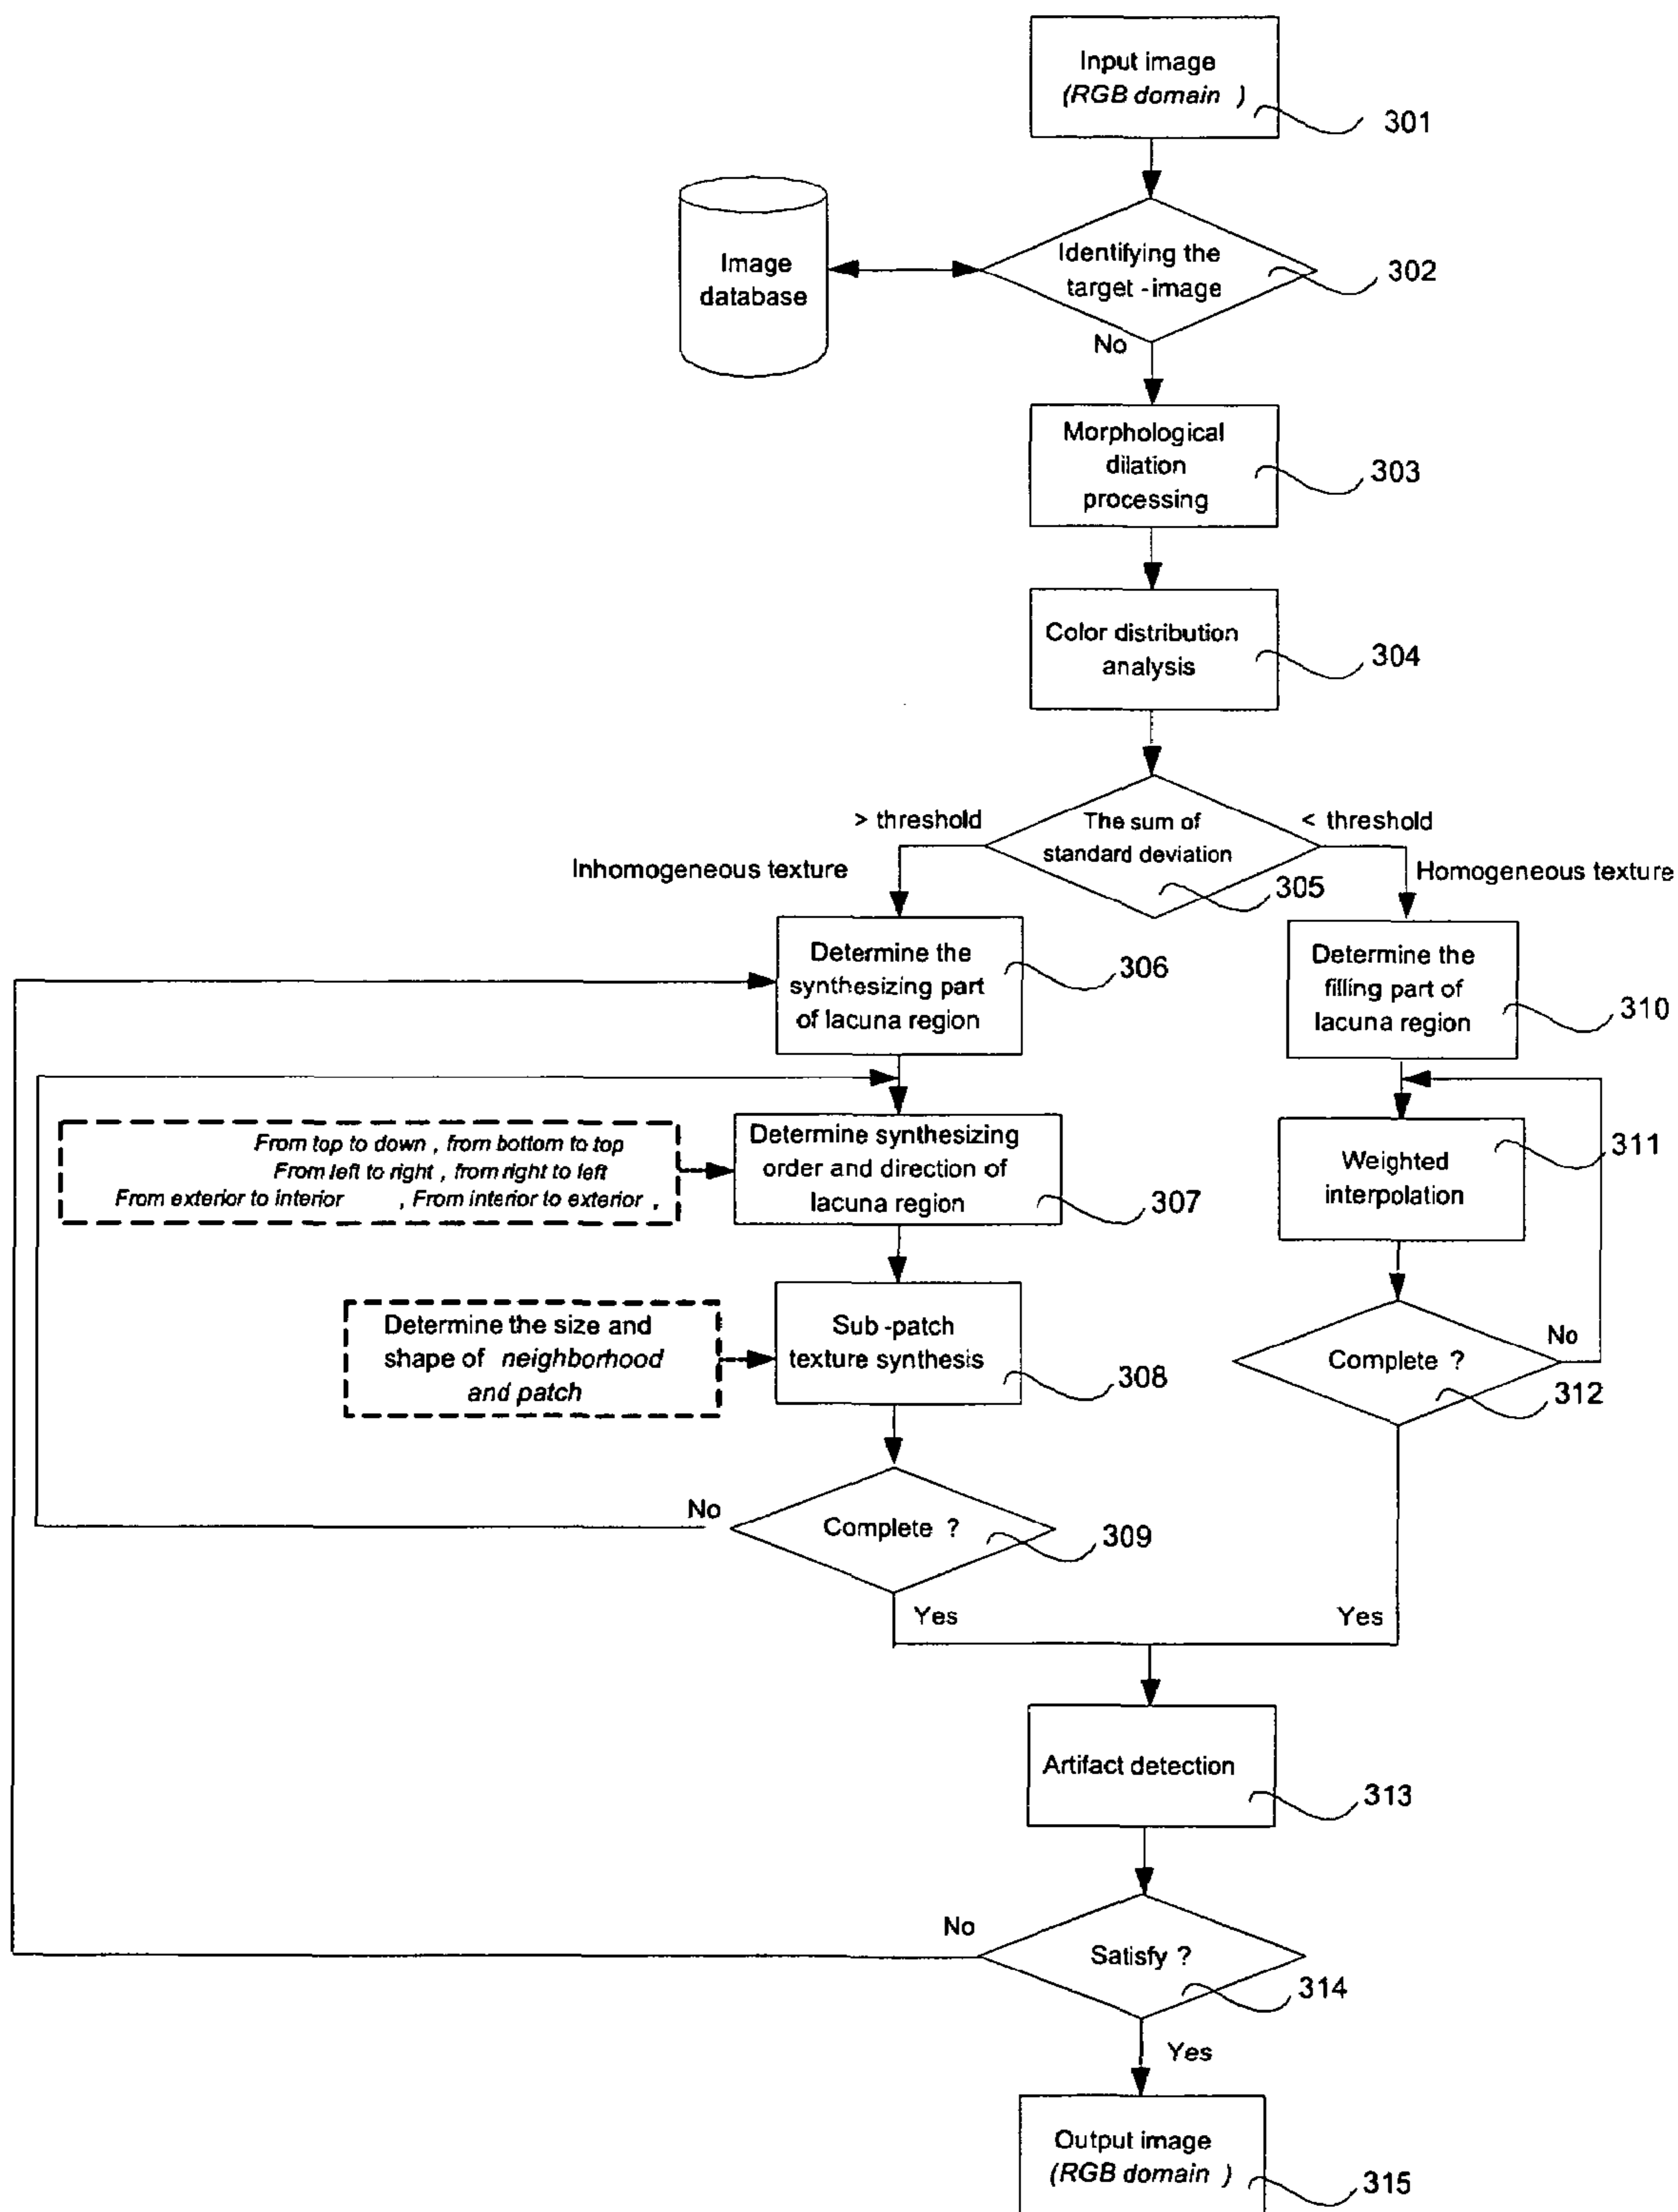 Input image
(RGB domain )
301
Image
database
Identifying the
target -image
302
No
Morphological
dilation
processing
303
Color distribution
analysis
304
> threshold
The sum of
standard deviation
< threshold
305
Inhomogeneous texture
Homogeneous texture
Determine the
synthesizing part
of lacuna region
306
Determine the
filling part of
lacuna region
310
From top to down , from bottom to top
From left to right , from right to left
From exterior to interior , From interior to exterior ,
Determine synthesizing
order and direction of
lacuna region
307
Weighted
interpolation
311
Determine the size and
shape of neighborhood
and patch
Sub -patch
texture synthesis
308
Complete ?
No
312
No
Complete ?
309
Yes
Yes
Artifact detection
313
No
Satisfy ?
314
Yes
Output image
(RGB domain )
315